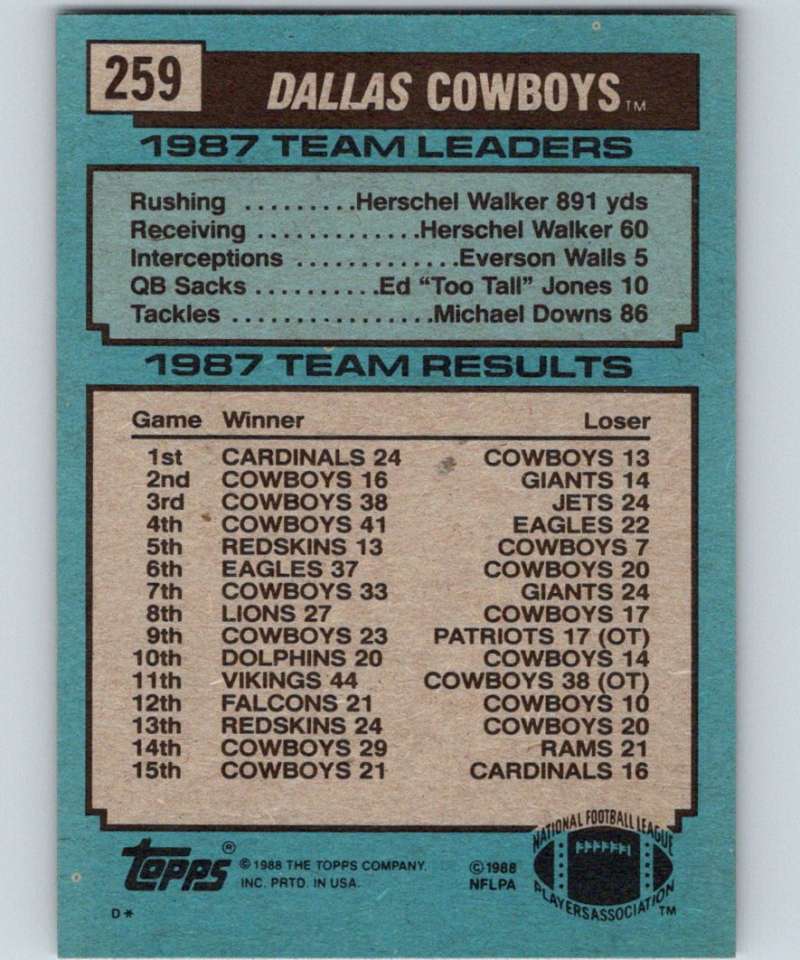 259
DALLAS COWBOYS™
1987 TEAM LEADERS
Rushing .........Herschel Walker 891 yds
Receiving .............Herschel Walker 60
Interceptions .............Everson Walls 5
QB Sacks ..........Ed “Too Tall” Jones 10
Tackles ................Michael Downs 86
1987 TEAM RESULTS
Game Winner Loser
1st CARDINALS 24 COWBOYS 13
2nd COWBOYS 16 GIANTS 14
3rd COWBOYS 38 JETS 24
4th COWBOYS 41 EAGLES 22
5th REDSKINS 13 COWBOYS 7
6th EAGLES 37 COWBOYS 20
7th COWBOYS 33 GIANTS 24
8th LIONS 27 COWBOYS 17
9th COWBOYS 23 PATRIOTS 17 (OT)
10th DOLPHINS 20 COWBOYS 14
11th VIKINGS 44 COWBOYS 38 (OT)
12th FALCONS 21 COWBOYS 10
13th REDSKINS 24 COWBOYS 20
14th COWBOYS 29 RAMS 21
15th COWBOYS 21 CARDINALS 16
Topps®
© 1988 THE TOPPS COMPANY.
INC. PRTD. IN USA.
© 1988
NFLPA
NATIONAL FOOTBALL LEAGUE
PLAYERS ASSOCIATION™
D*